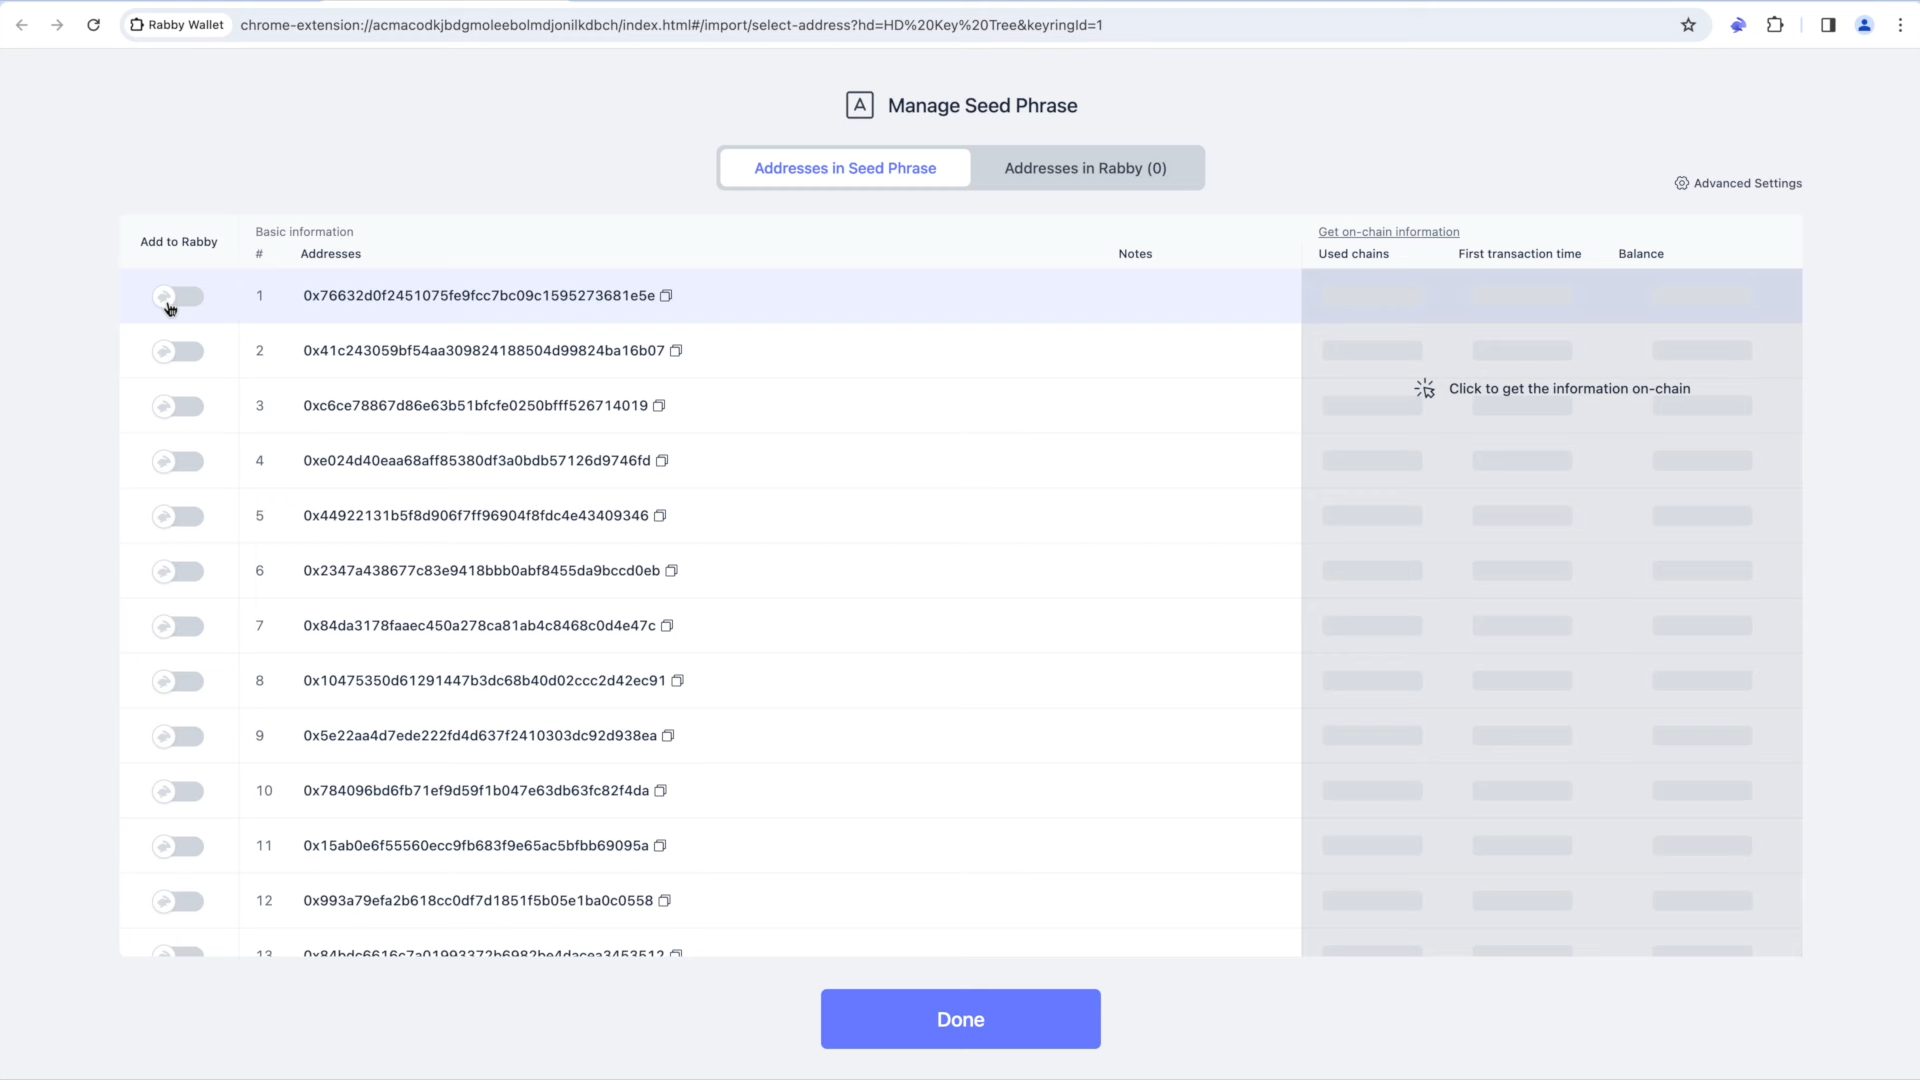 Rabby Wallet chrome-extension://acmacodkjbdgmoleebolmdjonilkdbch/index.html#/import/select-address?hd=HD%20Key%20Tree&keyringId=1
Manage Seed Phrase
Addresses in Seed Phrase Addresses in Rabby (0)
Advanced Settings
Add to Rabby
Basic information
Get on-chain information
# Addresses Notes Used chains First transaction time Balance
1 0x76632d0f2451075fe9fcc7bc09c1595273681e5e
2 0x41c243059bf54aa309824188504d99824ba16b07
Click to get the information on-chain
3 0xc6ce78867d86e63b51bfcfe0250bfff526714019
4 0xe024d40eaa68aff85380df3a0bdb57126d9746fd
5 0x44922131b5f8d906f7ff96904f8fdc4e43409346
6 0x2347a438677c83e9418bbb0abf8455da9bccd0eb
7 0x84da3178faaec450a278ca81ab4c8468c0d4e47c
8 0x10475350d61291447b3dc68b40d02ccc2d42ec91
9 0x5e22aa4d7ede222fd4d637f2410303dc92d938ea
10 0x784096bd6fb71ef9d59f1b047e63db63fc82f4da
11 0x15ab0e6f55560ecc9fb683f9e65ac5bfbb69095a
12 0x993a79efa2b618cc0df7d1851f5b05e1ba0c0558
13
Done